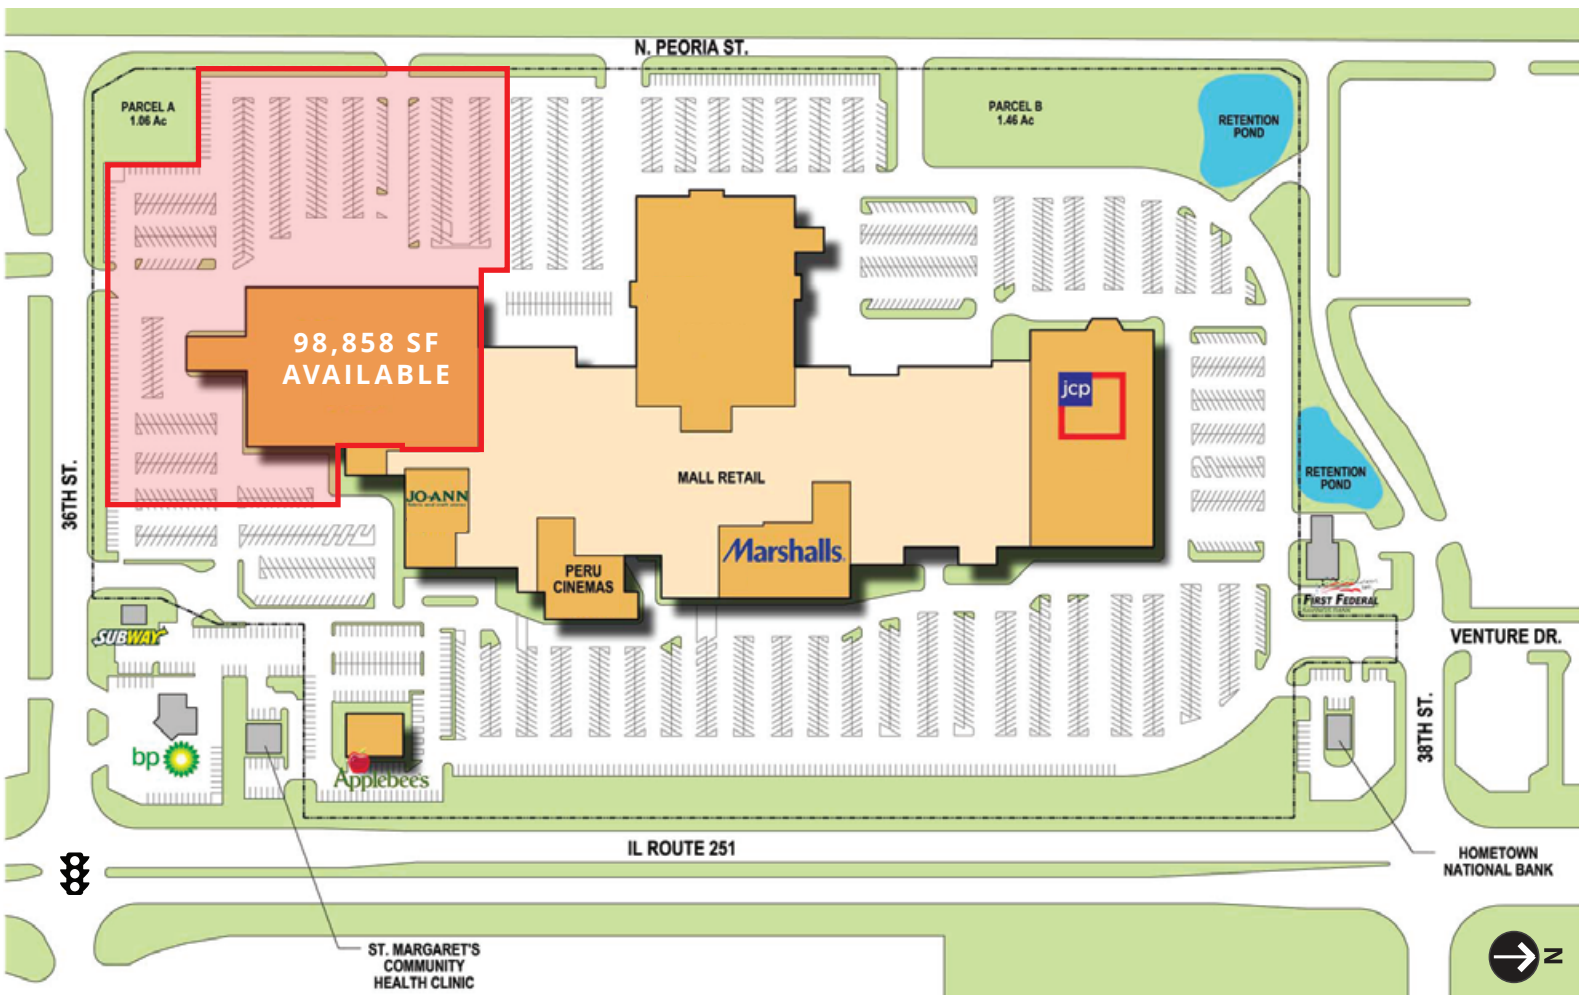 N. PEORIA ST.
PARCEL A
1.06 Ac
PARCEL B
1.46 Ac
RETENTION
POND
98,858 SF
AVAILABLE
jcp
36TH ST.
MALL RETAIL
RETENTION
POND
JO-ANN
Marshalls
PERU
CINEMAS
FIRST FEDERAL
SUBWAY
VENTURE DR.
38TH ST.
bp
Applebee's
IL ROUTE 251
HOMETOWN
NATIONAL BANK
ST. MARGARET'S
COMMUNITY
HEALTH CLINIC
N